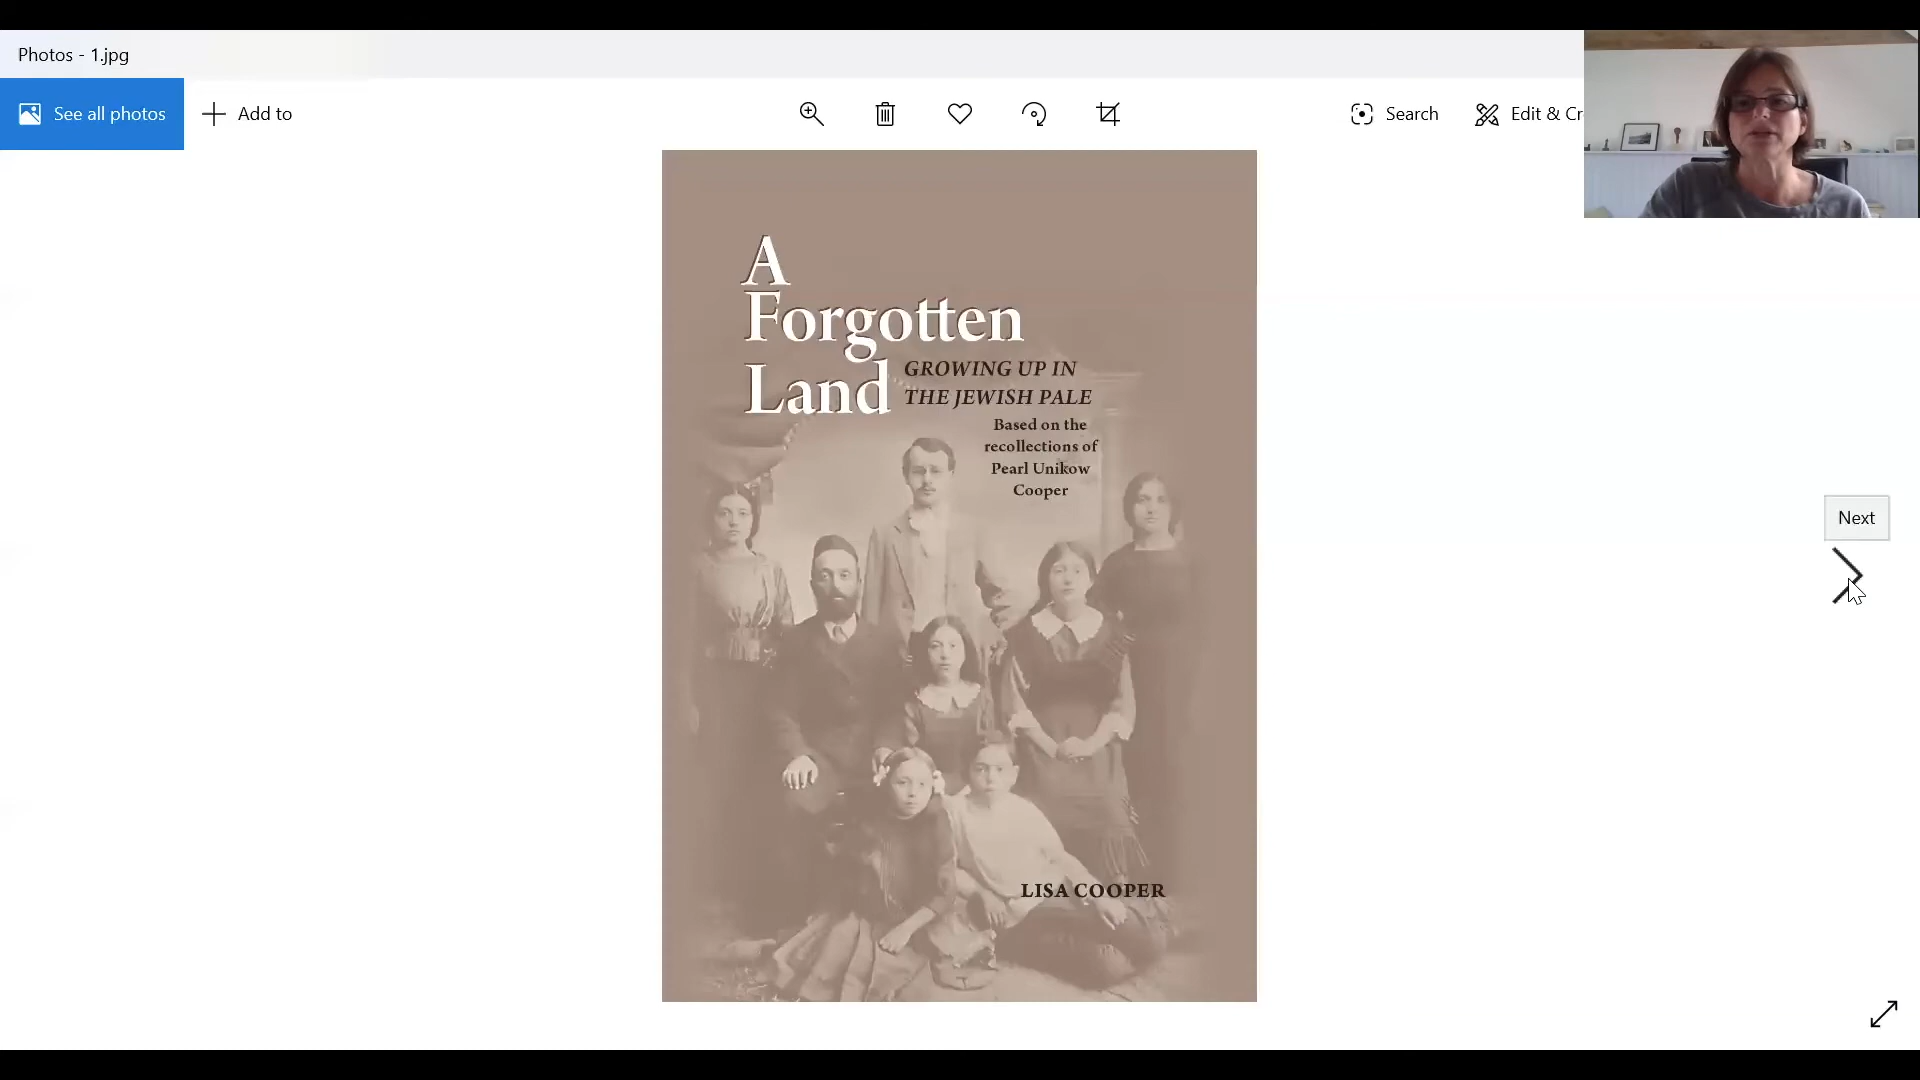 Photos - 1.jpg
See all photos
Add to
Search
Edit & Cr
A
Forgotten
Land
GROWING UP IN
THE JEWISH PALE
Based on the
recollections of
Pearl Unikow
Cooper
Next
LISA COOPER